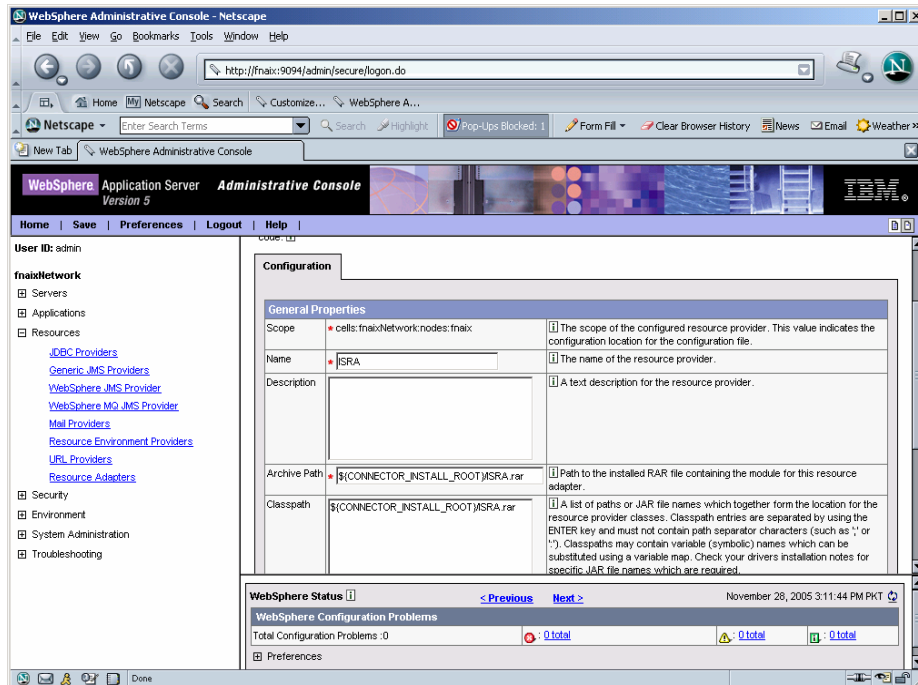 WebSphere Administrative Console - Netscape
File Edit View Go Bookmarks Tools Window Help
http://fnaix:9094/admin/secure/logon.do
Home My Netscape Search Customize... WebSphere A...
Netscape Enter Search Terms Search Highlight Pop-Ups Blocked: 1 Form Fill Clear Browser History News Email Weather
New Tab WebSphere Administrative Console
WebSphere Application Server Administrative Console
Version 5
IBM
Home | Save | Preferences | Logout | Help |
User ID: admin
fnaixNetwork
Servers
Applications
Resources
JDBC Providers
Generic JMS Providers
WebSphere JMS Provider
WebSphere MQ JMS Provider
Mail Providers
Resource Environment Providers
URL Providers
Resource Adapters
Security
Environment
System Administration
Troubleshooting
code.
Configuration
General Properties
Scope * cells:fnaixNetwork:nodes:fnaix The scope of the configured resource provider. This value indicates the
configuration location for the configuration file.
Name * ISRA The name of the resource provider.
Description A text description for the resource provider.
Archive Path * ${CONNECTOR_INSTALL_ROOT}/ISRA.rar Path to the installed RAR file containing the module for this resource
adapter.
Classpath ${CONNECTOR_INSTALL_ROOT}/ISRA.rar A list of paths or JAR file names which together form the location for the
resource provider classes. Classpath entries are separated by using the
ENTER key and must not contain path separator characters (such as ';' or
':'). Classpaths may contain variable (symbolic) names which can be
substituted using a variable map. Check your drivers installation notes for
specific JAR file names which are required.
WebSphere Status < Previous Next > November 28, 2005 3:11:44 PM PKT
WebSphere Configuration Problems
Total Configuration Problems :0 : 0 total : 0 total : 0 total
Preferences
Done